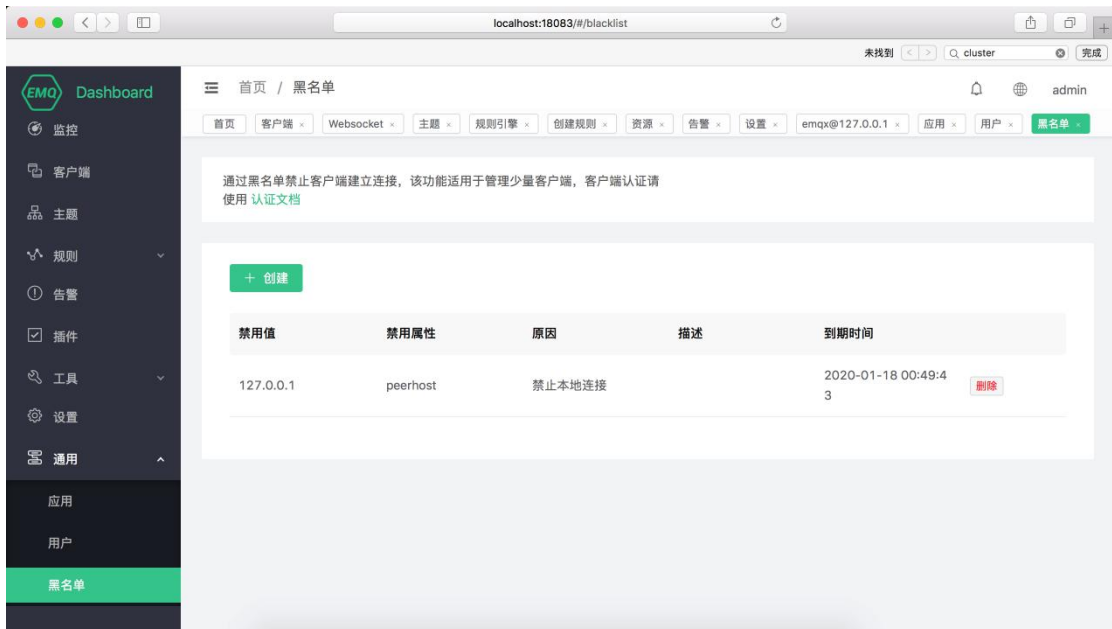 localhost:18083/#/blacklist
未找到 cluster 完成
EMQ Dashboard
首页 / 黑名单
admin
首页 客户端 × Websocket × 主题 × 规则引擎 × 创建规则 × 资源 × 告警 × 设置 × emqx@127.0.0.1 × 应用 × 用户 × 黑名单 ×
监控
客户端
主题
规则
告警
插件
工具
设置
通用
应用
用户
黑名单
通过黑名单禁止客户端建立连接，该功能适用于管理少量客户端，客户端认证请
使用 认证文档
+ 创建
禁用值 禁用属性 原因 描述 到期时间
127.0.0.1 peerhost 禁止本地连接 2020-01-18 00:49:4
3 删除